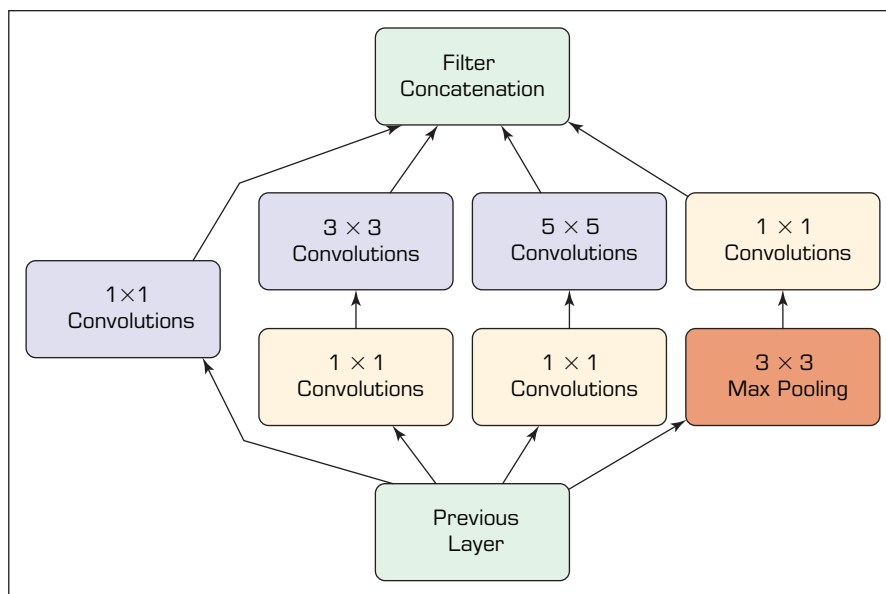 Filter
Concatenation
3 × 3
Convolutions
5 × 5
Convolutions
1 × 1
Convolutions
1×1
Convolutions
1 × 1
Convolutions
1 × 1
Convolutions
3 × 3
Max Pooling
Previous
Layer